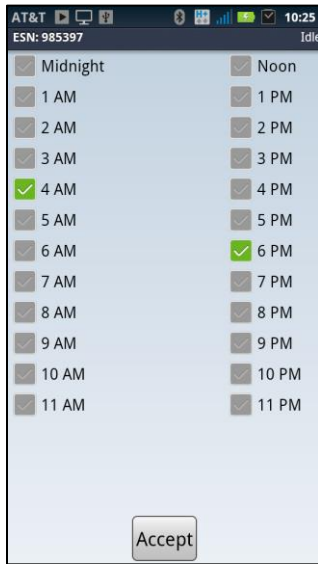 AT&T 10:25
ESN: 985397 Idle
Midnight Noon
1 AM 1 PM
2 AM 2 PM
3 AM 3 PM
4 AM 4 PM
5 AM 5 PM
6 AM 6 PM
7 AM 7 PM
8 AM 8 PM
9 AM 9 PM
10 AM 10 PM
11 AM 11 PM
Accept